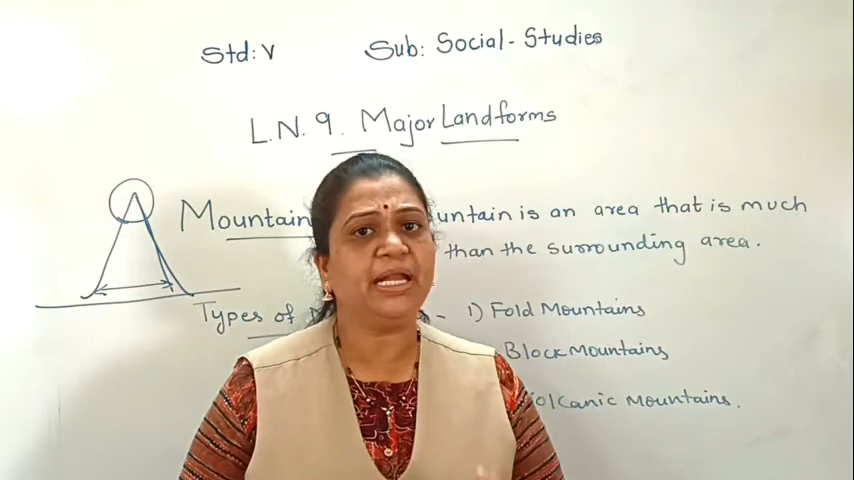 Std: V Sub: Social - Studies
L.N. 9. Major Landforms
Mountain untain is an area that is much
than the surrounding area.
Types of - 1) Fold Mountains
Block Mountains
olcanic Mountains.